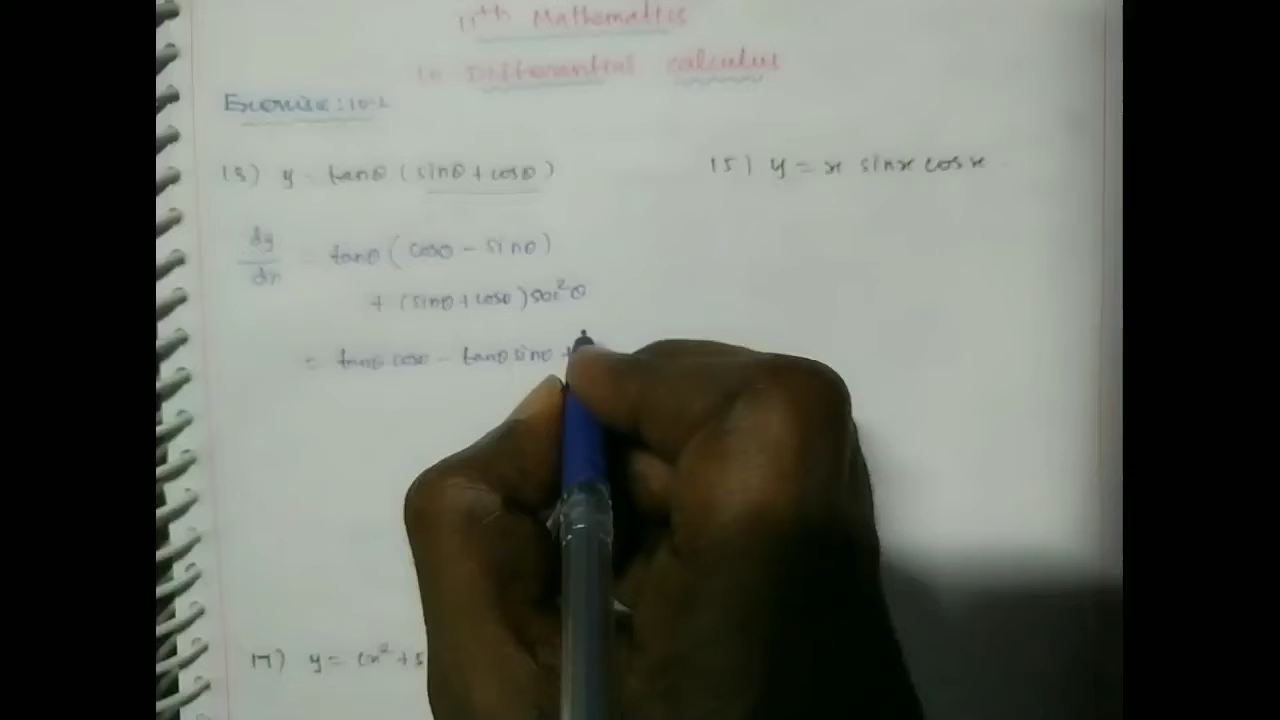 11th Mathematics
10 Differential calculus
Exercise: 10.2
13) y = tanθ (sinθ + cosθ)
dy/dx = tanθ (cosθ - sinθ)
+ (sinθ + cosθ) sec²θ
= tanθ cosθ - tanθ sinθ +
15) y = x sinx cosx
17) y = (x² + 5